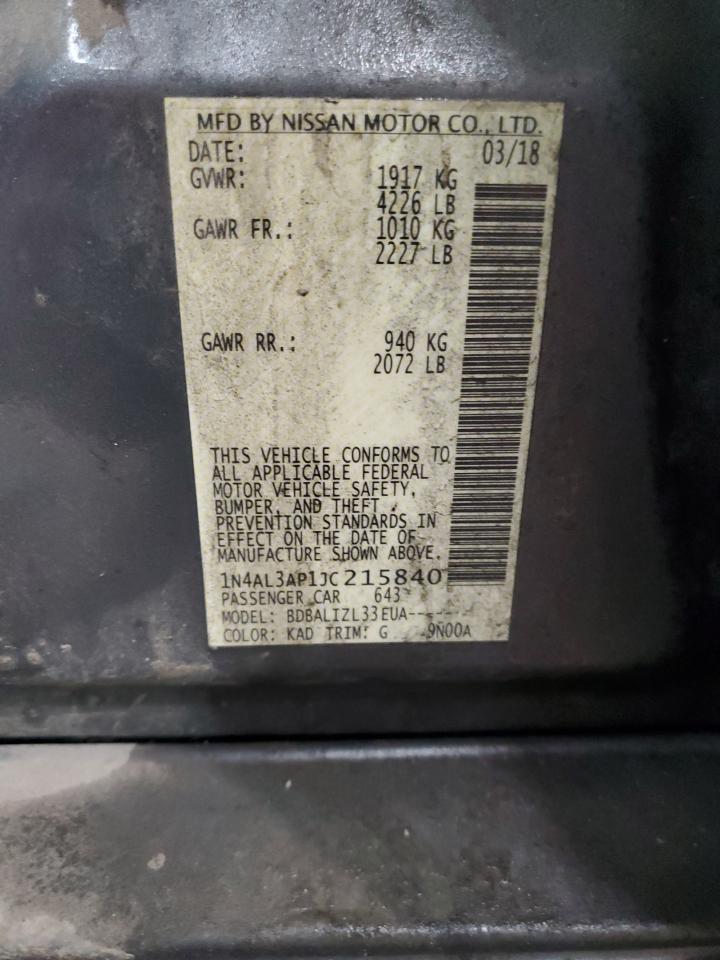 MFD BY NISSAN MOTOR CO., LTD.
DATE: 03/18
GVWR: 1917 KG
4226 LB
GAWR FR.: 1010 KG
2227 LB
GAWR RR.: 940 KG
2072 LB
THIS VEHICLE CONFORMS TO
ALL APPLICABLE FEDERAL
MOTOR VEHICLE SAFETY,
BUMPER, AND THEFT
PREVENTION STANDARDS IN
EFFECT ON THE DATE OF
MANUFACTURE SHOWN ABOVE.
1N4AL3AP1JC215840
PASSENGER CAR 643
MODEL: BDBALIZL33EUA-------
COLOR: KAD TRIM: G 9N00A